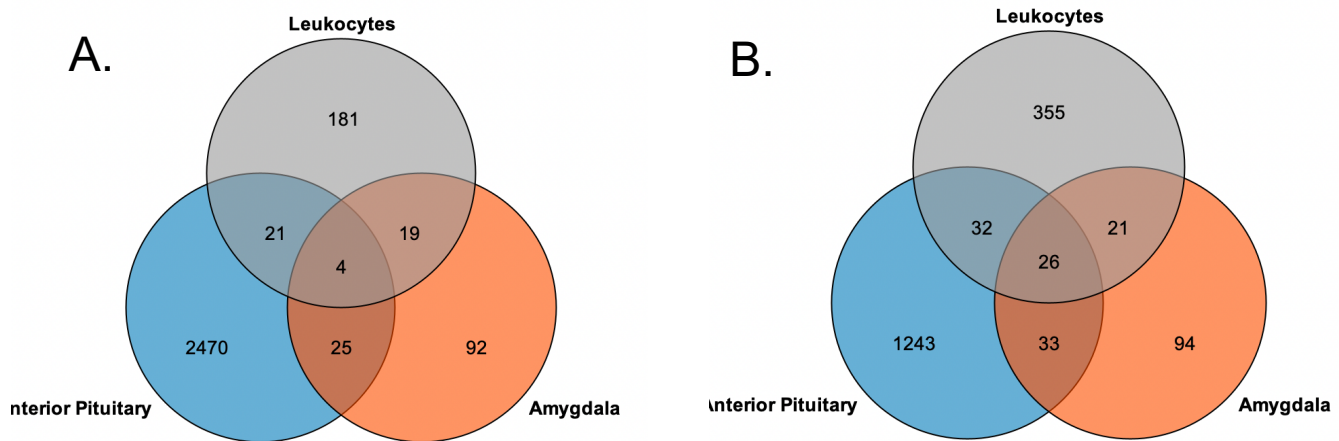 A.
Leukocytes
181
21
19
4
2470
25
92
nterior Pituitary
Amygdala
B.
Leukocytes
355
32
21
26
1243
33
94
nterior Pituitary
Amygdala